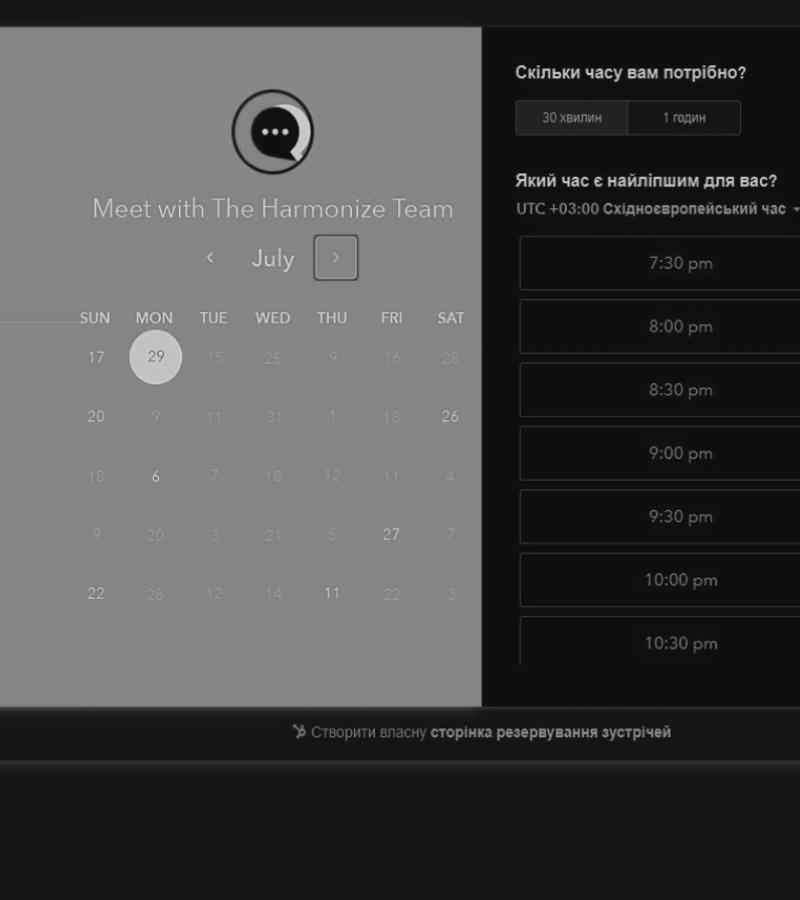 Meet with The Harmonize Team
‹ July ›
SUN MON TUE WED THU FRI SAT
17 29 15 25 9 16 28
20 9 11 31 1 18 26
18 6 7 18 12 11 4
9 20 3 21 5 27 7
22 28 12 14 11 22 3
Скільки часу вам потрібно?
30 хвилин 1 годин
Який час є найліпшим для вас?
UTC +03:00 Східноєвропейський час
7:30 pm
8:00 pm
8:30 pm
9:00 pm
9:30 pm
10:00 pm
10:30 pm
Створити власну сторінка резервування зустрічей